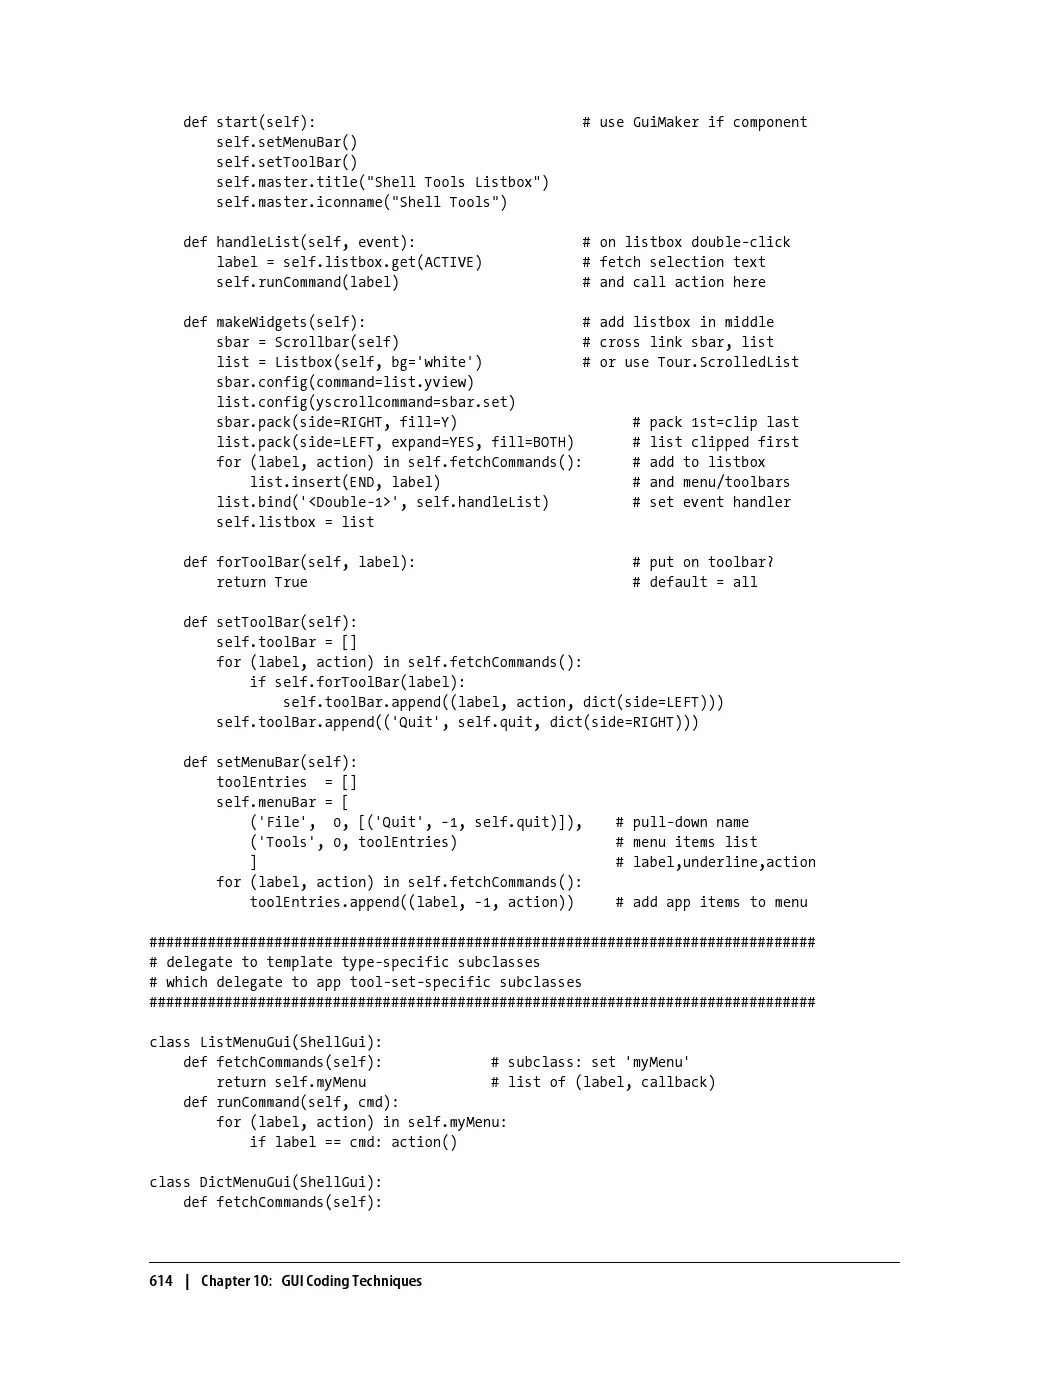 def start(self):                                # use GuiMaker if component
        self.setMenuBar()
        self.setToolBar()
        self.master.title("Shell Tools Listbox")
        self.master.iconname("Shell Tools")

    def handleList(self, event):                    # on listbox double-click
        label = self.listbox.get(ACTIVE)            # fetch selection text
        self.runCommand(label)                      # and call action here

    def makeWidgets(self):                          # add listbox in middle
        sbar = Scrollbar(self)                      # cross link sbar, list
        list = Listbox(self, bg='white')            # or use Tour.ScrolledList
        sbar.config(command=list.yview)
        list.config(yscrollcommand=sbar.set)
        sbar.pack(side=RIGHT, fill=Y)                     # pack 1st=clip last
        list.pack(side=LEFT, expand=YES, fill=BOTH)       # list clipped first
        for (label, action) in self.fetchCommands():      # add to listbox
            list.insert(END, label)                       # and menu/toolbars
        list.bind('<Double-1>', self.handleList)          # set event handler
        self.listbox = list

    def forToolBar(self, label):                          # put on toolbar?
        return True                                       # default = all

    def setToolBar(self):
        self.toolBar = []
        for (label, action) in self.fetchCommands():
            if self.forToolBar(label):
                self.toolBar.append((label, action, dict(side=LEFT)))
        self.toolBar.append(('Quit', self.quit, dict(side=RIGHT)))

    def setMenuBar(self):
        toolEntries  = []
        self.menuBar = [
            ('File',  0, [('Quit', -1, self.quit)]),    # pull-down name
            ('Tools', 0, toolEntries)                   # menu items list
            ]                                           # label,underline,action
        for (label, action) in self.fetchCommands():
            toolEntries.append((label, -1, action))     # add app items to menu

################################################################################
# delegate to template type-specific subclasses
# which delegate to app tool-set-specific subclasses
################################################################################

class ListMenuGui(ShellGui):
    def fetchCommands(self):             # subclass: set 'myMenu'
        return self.myMenu               # list of (label, callback)
    def runCommand(self, cmd):
        for (label, action) in self.myMenu:
            if label == cmd: action()

class DictMenuGui(ShellGui):
    def fetchCommands(self):

614 | Chapter 10: GUI Coding Techniques